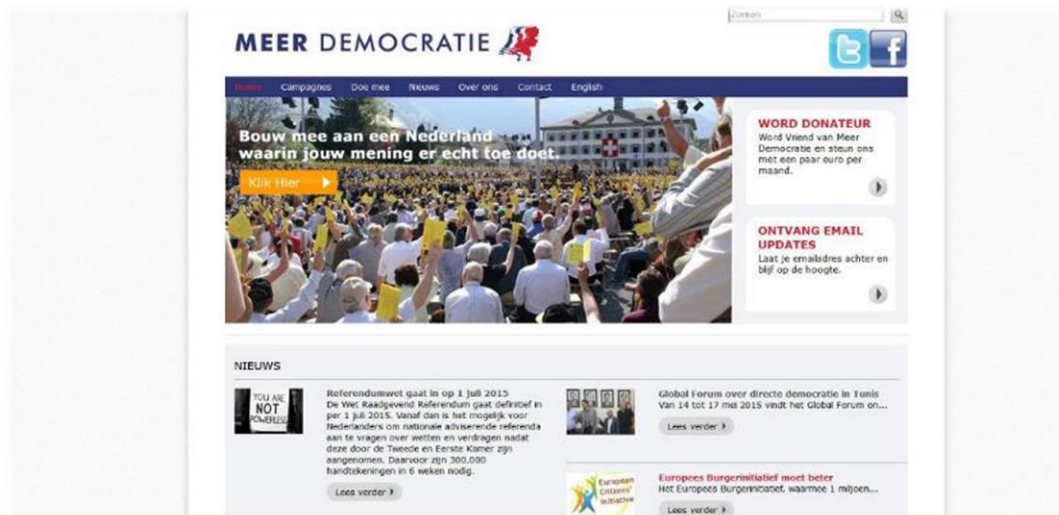 Zoeken
MEER DEMOCRATIE
Home Campagnes Doe mee Nieuws Over ons Contact English
Bouw mee aan een Nederland
waarin jouw mening er echt toe doet.
Klik Hier
WORD DONATEUR
Word Vriend van Meer
Democratie en steun ons
met een paar euro per
maand.
ONTVANG EMAIL
UPDATES
Laat je emailadres achter en
blijf op de hoogte.
NIEUWS
YOU ARE
NOT
POWERLESS
Referendumwet gaat in op 1 juli 2015
De Wet Raadgevend Referendum gaat definitief in
per 1 juli 2015. Vanaf dan is het mogelijk voor
Nederlanders om nationale adviserende referenda
aan te vragen over wetten en verdragen nadat
deze door de Tweede en Eerste Kamer zijn
aangenomen. Daarvoor zijn 300.000
handtekeningen in 6 weken nodig.
Lees verder
Global Forum over directe democratie in Tunis
Van 14 tot 17 mei 2015 vindt het Global Forum on...
Lees verder
European
Citizens'
Initiative
Europees Burgerinitiatief moet beter
Het Europees Burgerinitiatief, waarmee 1 miljoen...
Lees verder